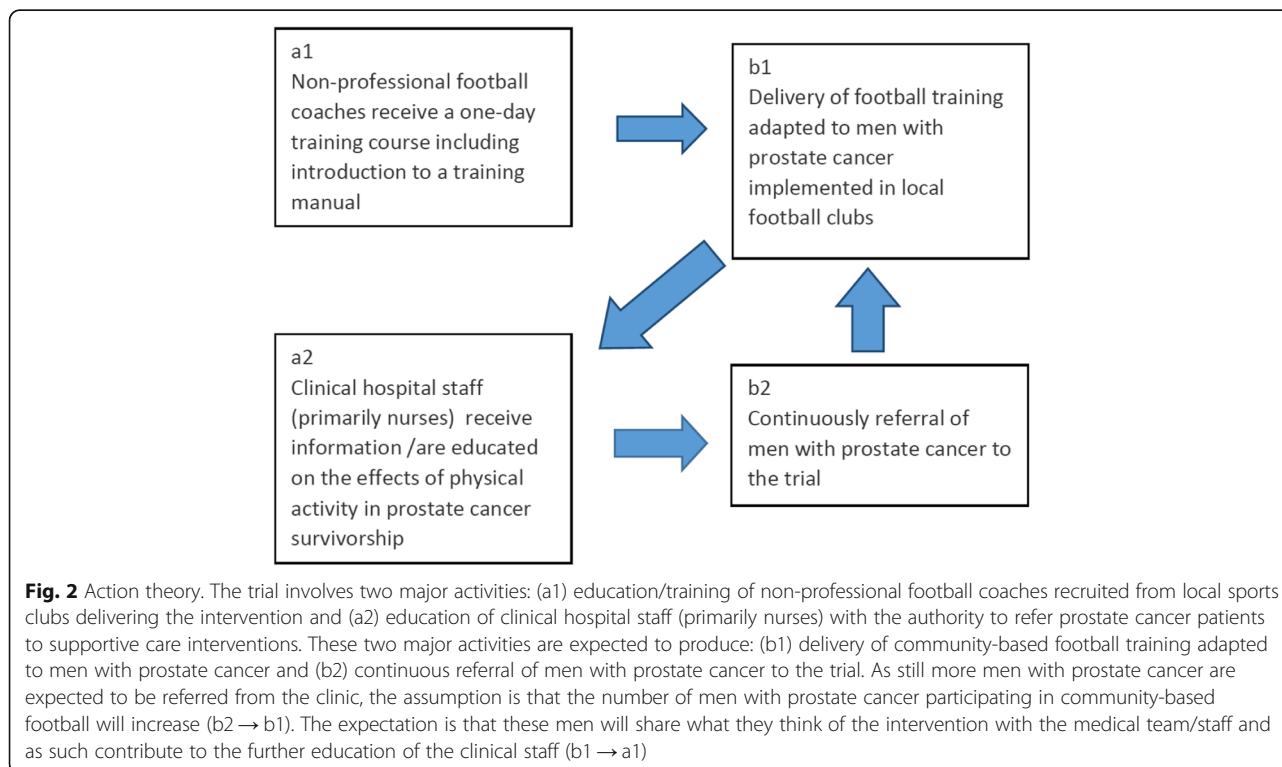 a1
Non-professional football
coaches receive a one-day
training course including
introduction to a training
manual
b1
Delivery of football training
adapted to men with
prostate cancer
implemented in local
football clubs
a2
Clinical hospital staff
(primarily nurses) receive
information /are educated
on the effects of physical
activity in prostate cancer
survivorship
b2
Continuously referral of
men with prostate cancer to
the trial
Fig. 2 Action theory. The trial involves two major activities: (a1) education/training of non-professional football coaches recruited from local sports
clubs delivering the intervention and (a2) education of clinical hospital staff (primarily nurses) with the authority to refer prostate cancer patients
to supportive care interventions. These two major activities are expected to produce: (b1) delivery of community-based football training adapted
to men with prostate cancer and (b2) continuous referral of men with prostate cancer to the trial. As still more men with prostate cancer are
expected to be referred from the clinic, the assumption is that the number of men with prostate cancer participating in community-based
football will increase (b2 → b1). The expectation is that these men will share what they think of the intervention with the medical team/staff and
as such contribute to the further education of the clinical staff (b1 → a1)